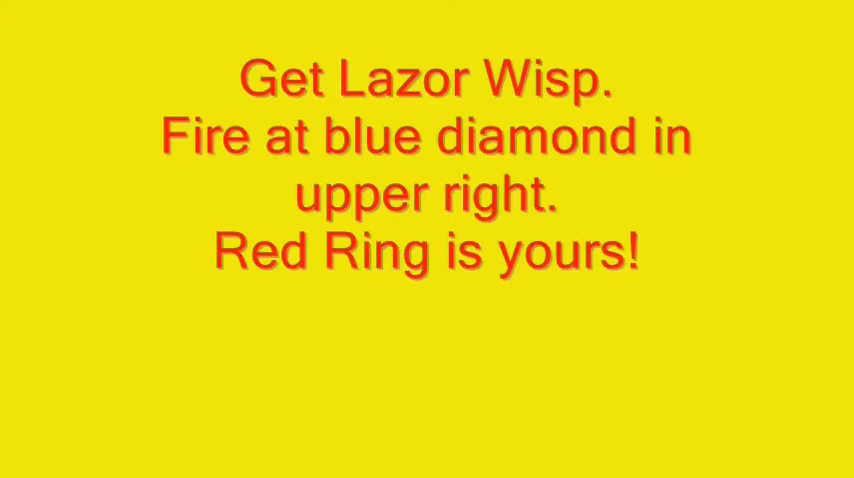 Get Lazor Wisp.
Fire at blue diamond in
upper right.
Red Ring is yours!